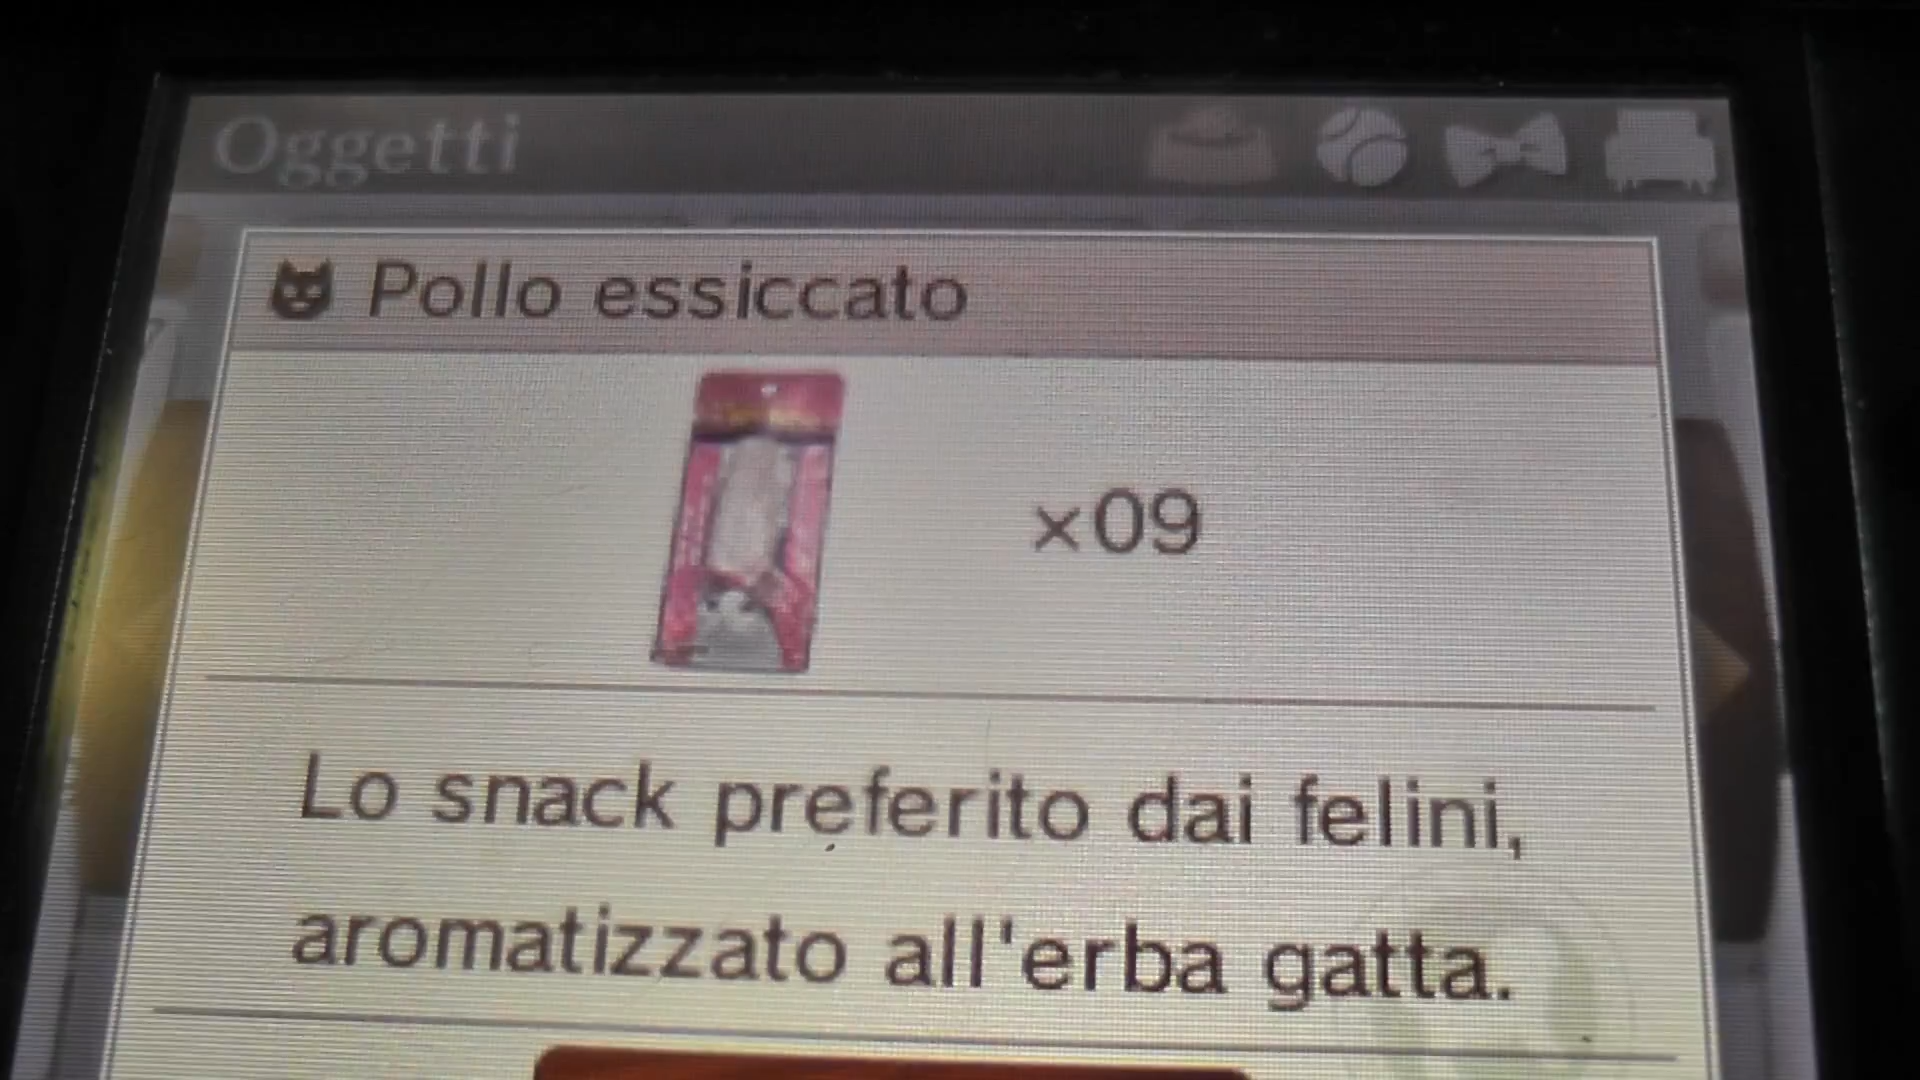 Oggetti
Pollo essiccato
×09
Lo snack preferito dai felini,
aromatizzato all'erba gatta.